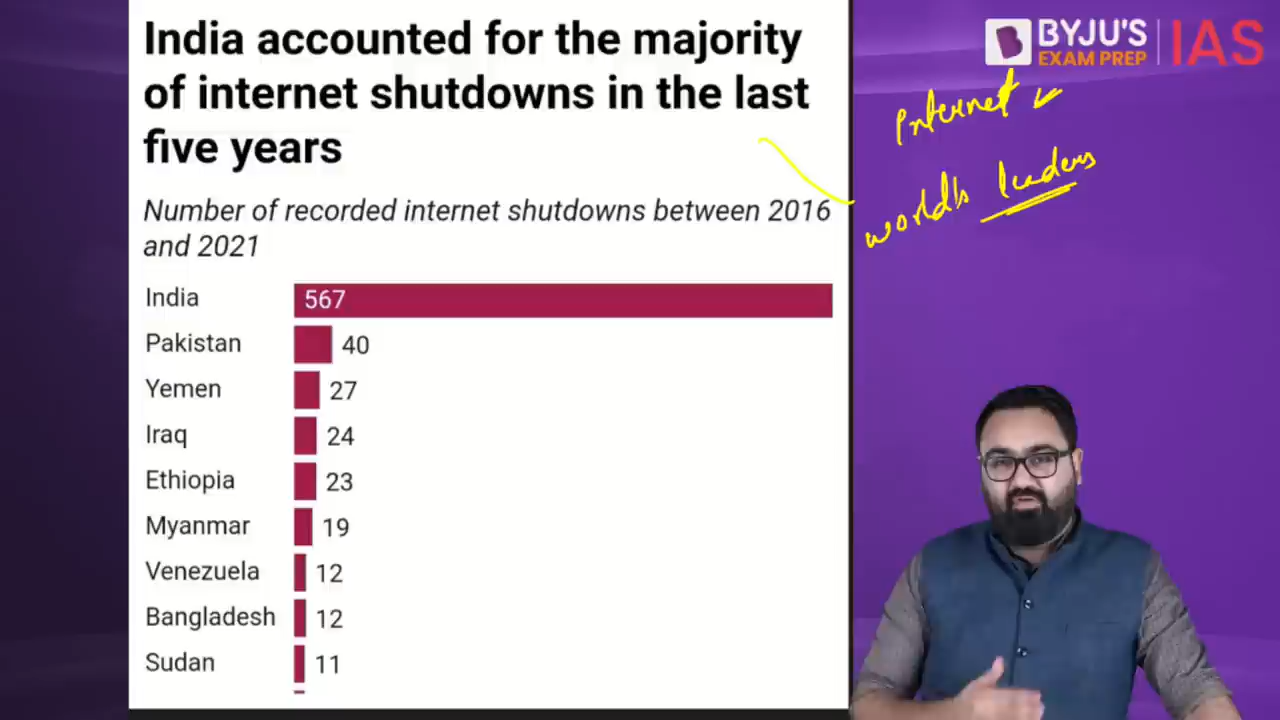 India accounted for the majority
of internet shutdowns in the last
five years
Number of recorded internet shutdowns between 2016
and 2021
India 567
Pakistan 40
Yemen 27
Iraq 24
Ethiopia 23
Myanmar 19
Venezuela 12
Bangladesh 12
Sudan 11
BYJU'S
EXAM PREP
IAS
Internet
world's leaders